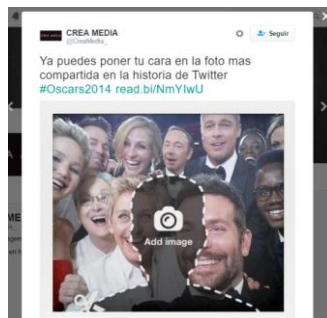 CREA MEDIA
@CreaMedia_
Seguir
Ya puedes poner tu cara en la foto mas
compartida en la historia de Twitter
#Oscars2014 read.bi/NmYIwU
Add image